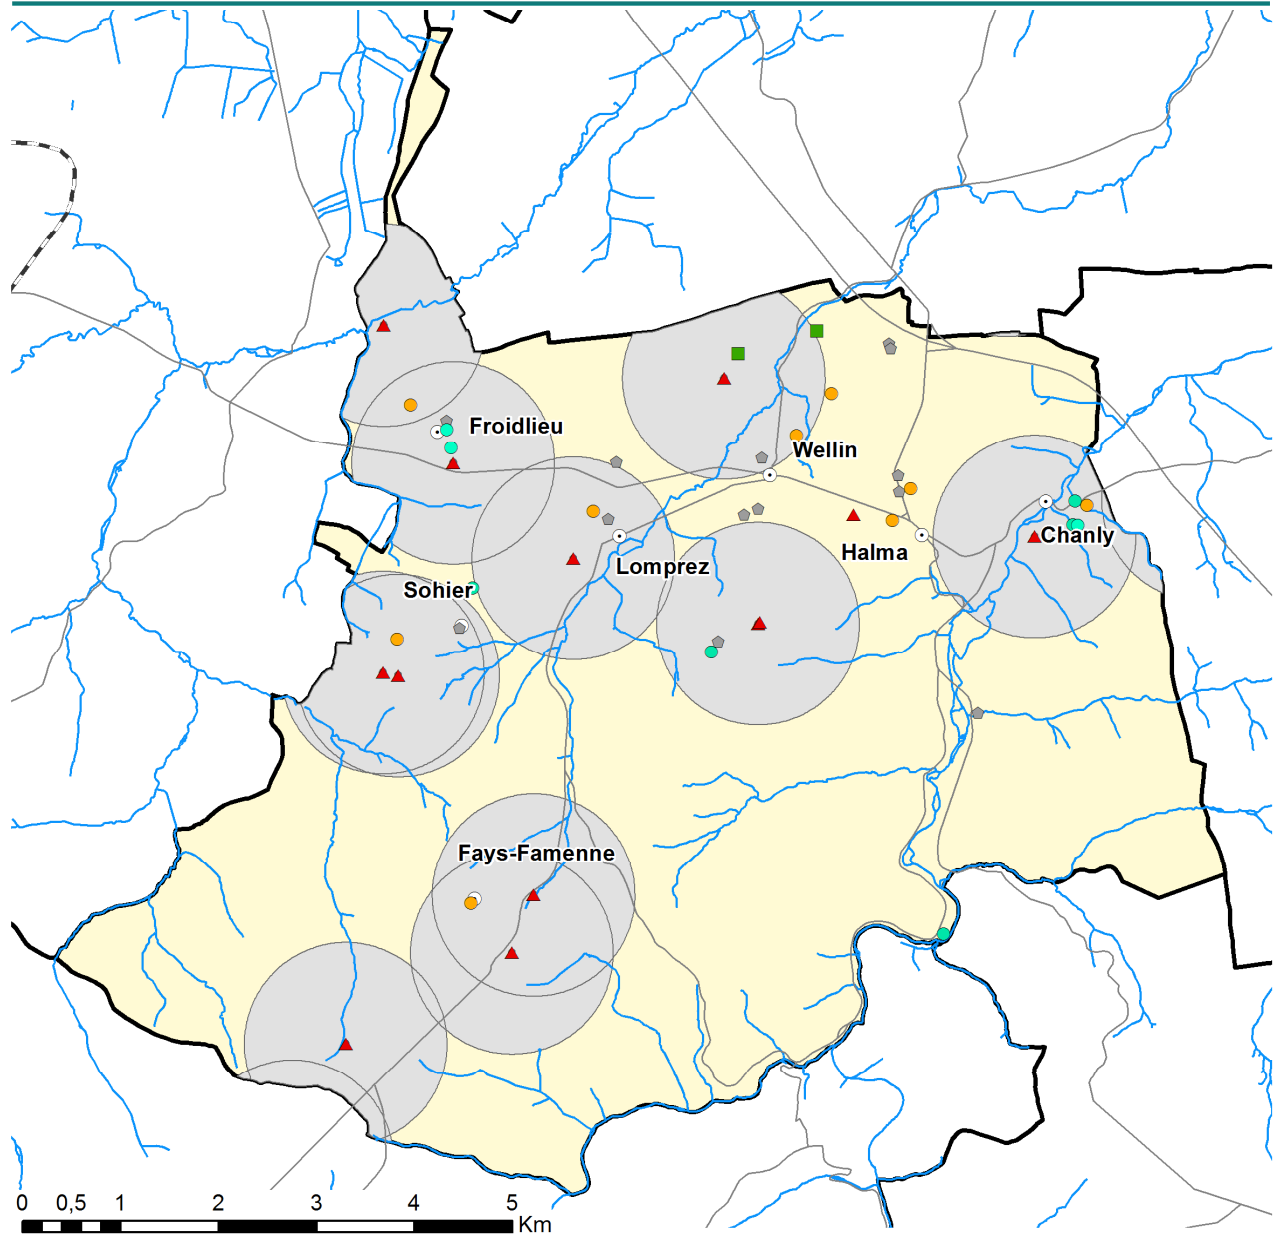 Froidlieu
Wellin
Chanly
Halma
Lomprez
Sohier
Fays-Famenne
0 0,5 1 2 3 4 5
Km